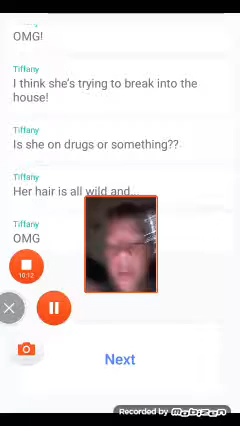 OMG!
Tiffany
I think she's trying to break into the
house!
Tiffany
Is she on drugs or something??
Tiffany
Her hair is all wild and...
Tiffany
OMG
10:12
Next
Recorded by mobizen